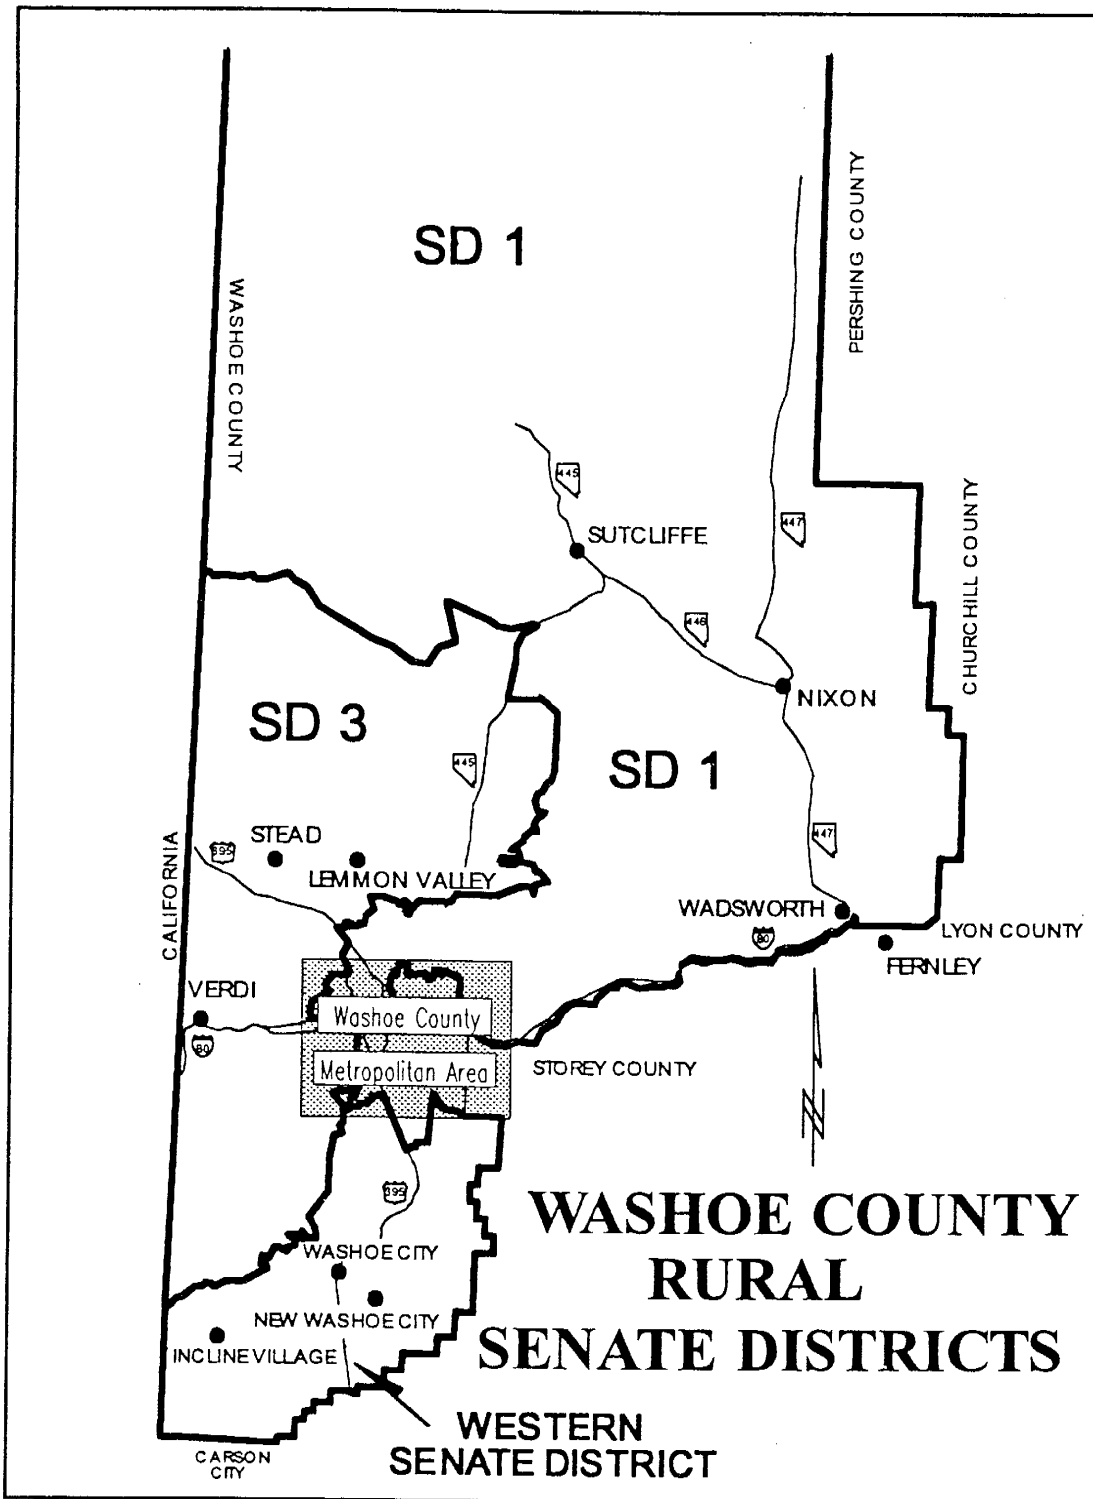 SD 1
WASHOE COUNTY
PERSHING COUNTY
445
SUTCLIFFE
447
CHURCHILL COUNTY
446
NIXON
SD 3
SD 1
445
447
CALIFORNIA
395
STEAD
LEMMON VALLEY
WADSWORTH
80
LYON COUNTY
FERNLEY
VERDI
80
Washoe County
Metropolitan Area
STOREY COUNTY
N
395
WASHOE COUNTY
RURAL
SENATE DISTRICTS
WASHOE CITY
NEW WASHOE CITY
INCLINE VILLAGE
WESTERN
SENATE DISTRICT
CARSON
CITY